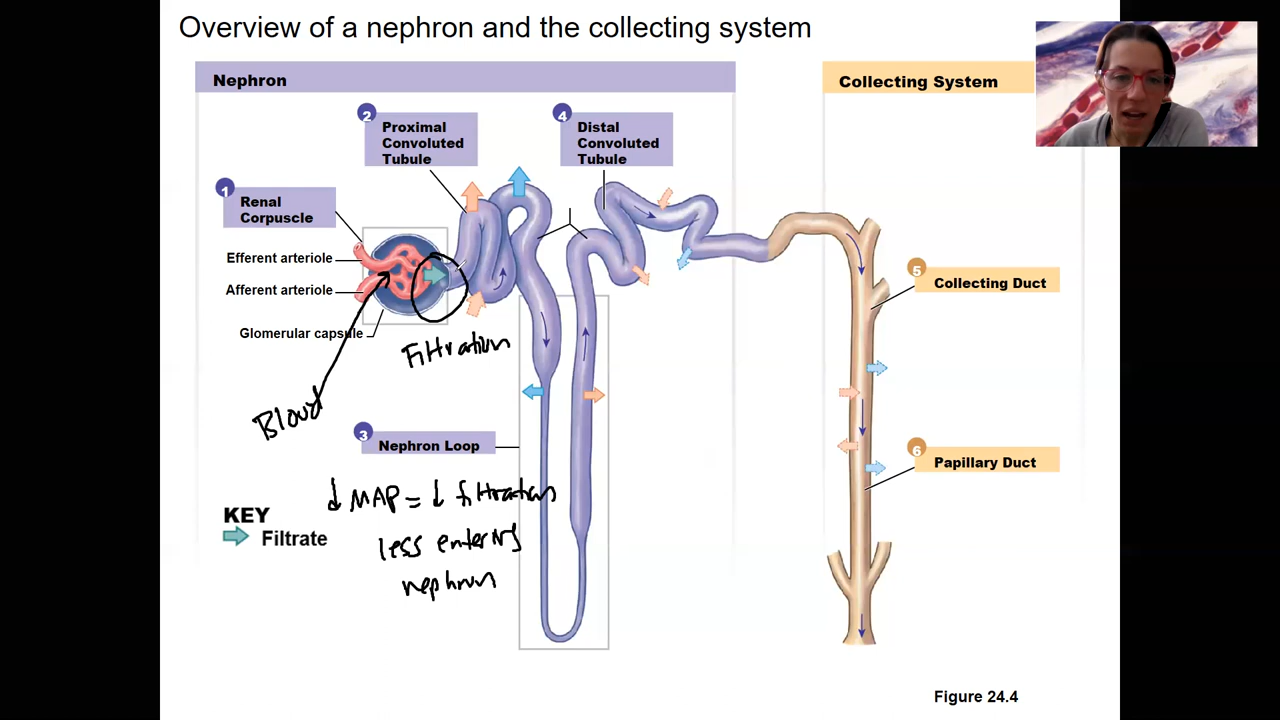 Overview of a nephron and the collecting system
Nephron
Collecting System
2
Proximal
Convoluted
Tubule
4
Distal
Convoluted
Tubule
1
Renal
Corpuscle
Efferent arteriole
Afferent arteriole
Glomerular capsule
Filtration
Blood
5
Collecting Duct
3
Nephron Loop
6
Papillary Duct
↓ MAP = ↓ filtration
less entering
nephron
KEY
Filtrate
Figure 24.4